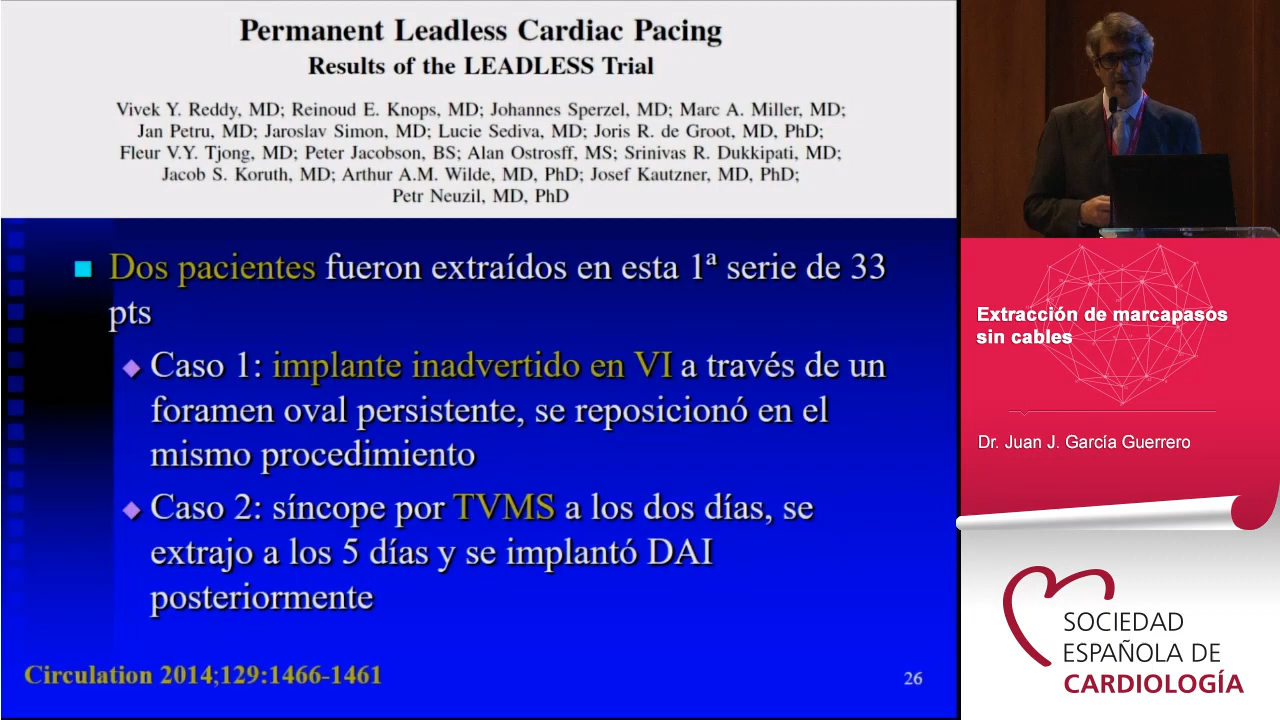 Permanent Leadless Cardiac Pacing
Results of the LEADLESS Trial
Vivek Y. Reddy, MD; Reinoud E. Knops, MD; Johannes Sperzel, MD; Marc A. Miller, MD;
Jan Petru, MD; Jaroslav Simon, MD; Lucie Sediva, MD; Joris R. de Groot, MD, PhD;
Fleur V.Y. Tjong, MD; Peter Jacobson, BS; Alan Ostrosff, MS; Srinivas R. Dukkipati, MD;
Jacob S. Koruth, MD; Arthur A.M. Wilde, MD, PhD; Josef Kautzner, MD, PhD;
Petr Neuzil, MD, PhD
Dos pacientes fueron extraídos en esta 1ª serie de 33
pts
Caso 1: implante inadvertido en VI a través de un
foramen oval persistente, se reposicionó en el
mismo procedimiento
Caso 2: síncope por TVMS a los dos días, se
extrajo a los 5 días y se implantó DAI
posteriormente
Circulation 2014;129:1466-1461
26
Extracción de marcapasos
sin cables
Dr. Juan J. García Guerrero
SOCIEDAD
ESPAÑOLA DE
CARDIOLOGÍA